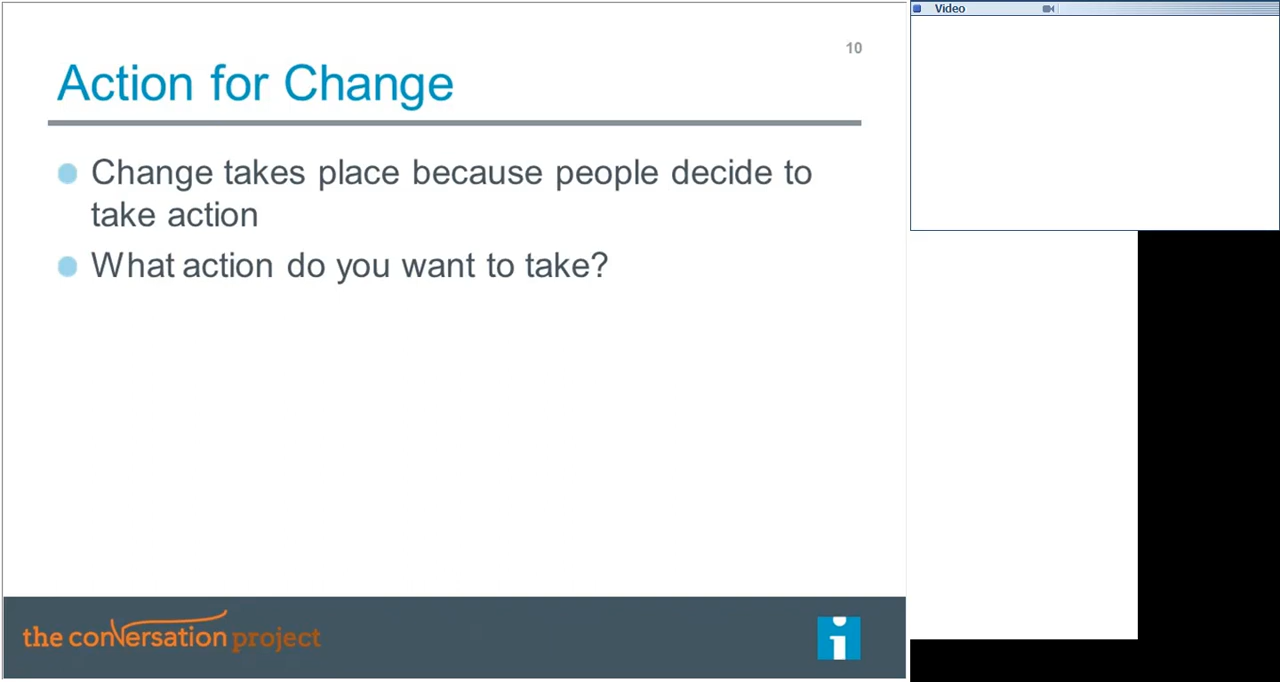 Video
10
Action for Change
Change takes place because people decide to
take action
What action do you want to take?
the conversation project
i